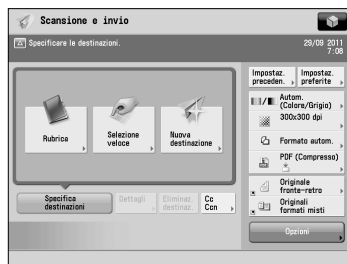 Scansione e invio
Specificare le destinazioni.
29/09 2011
7:08
Impostaz.
preceden.
Impostaz.
preferite
Autom.
(Colore/Grigio)
300x300 dpi
Formato autom.
PDF (Compresso)
Originale
fronte-retro
Originali
formati misti
Opzioni
Rubrica
Selezione
veloce
Nuova
destinazione
Specifica
destinazioni
Dettagli
Eliminaz.
destinaz.
Cc
Ccn